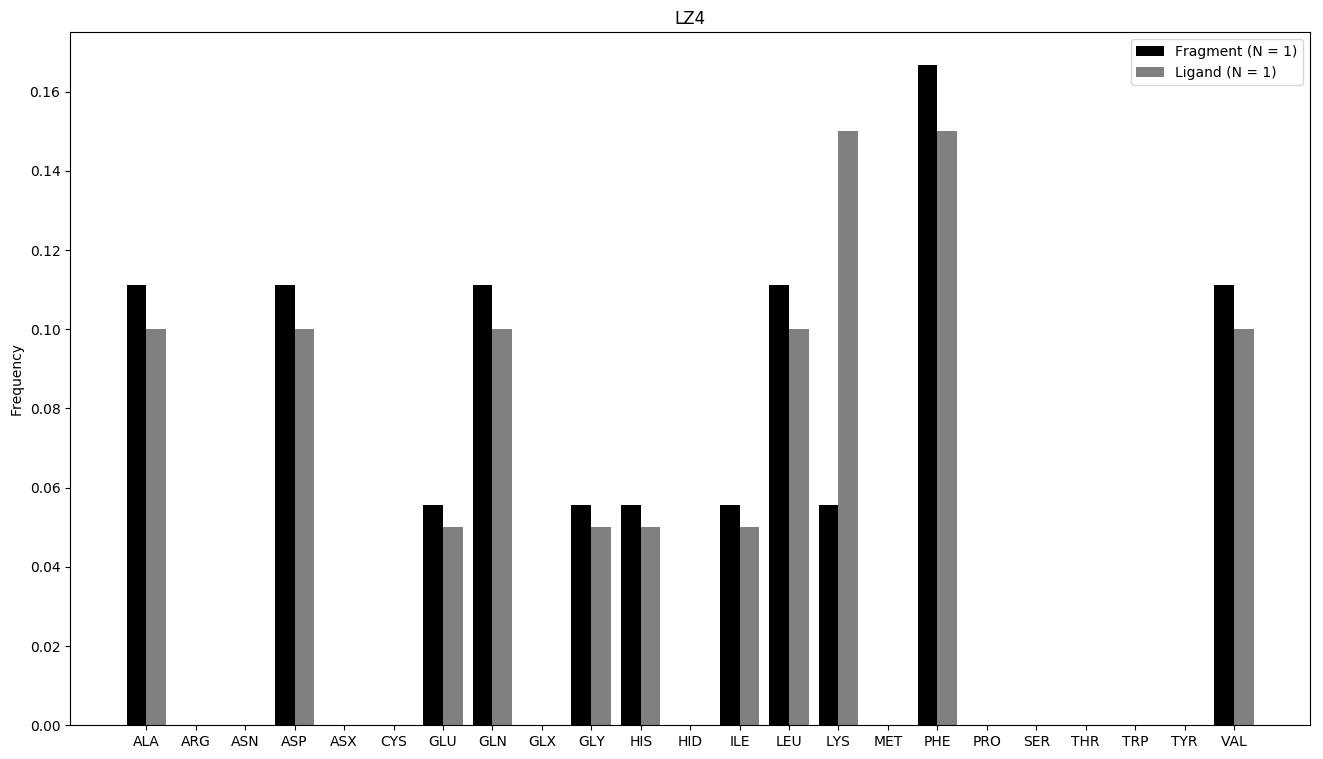 LZ4
Fragment (N = 1)
Ligand (N = 1)
Frequency
0.16
0.14
0.12
0.10
0.08
0.06
0.04
0.02
0.00
ALA ARG ASN ASP ASX CYS GLU GLN GLX GLY HIS HID ILE LEU LYS MET PHE PRO SER THR TRP TYR VAL